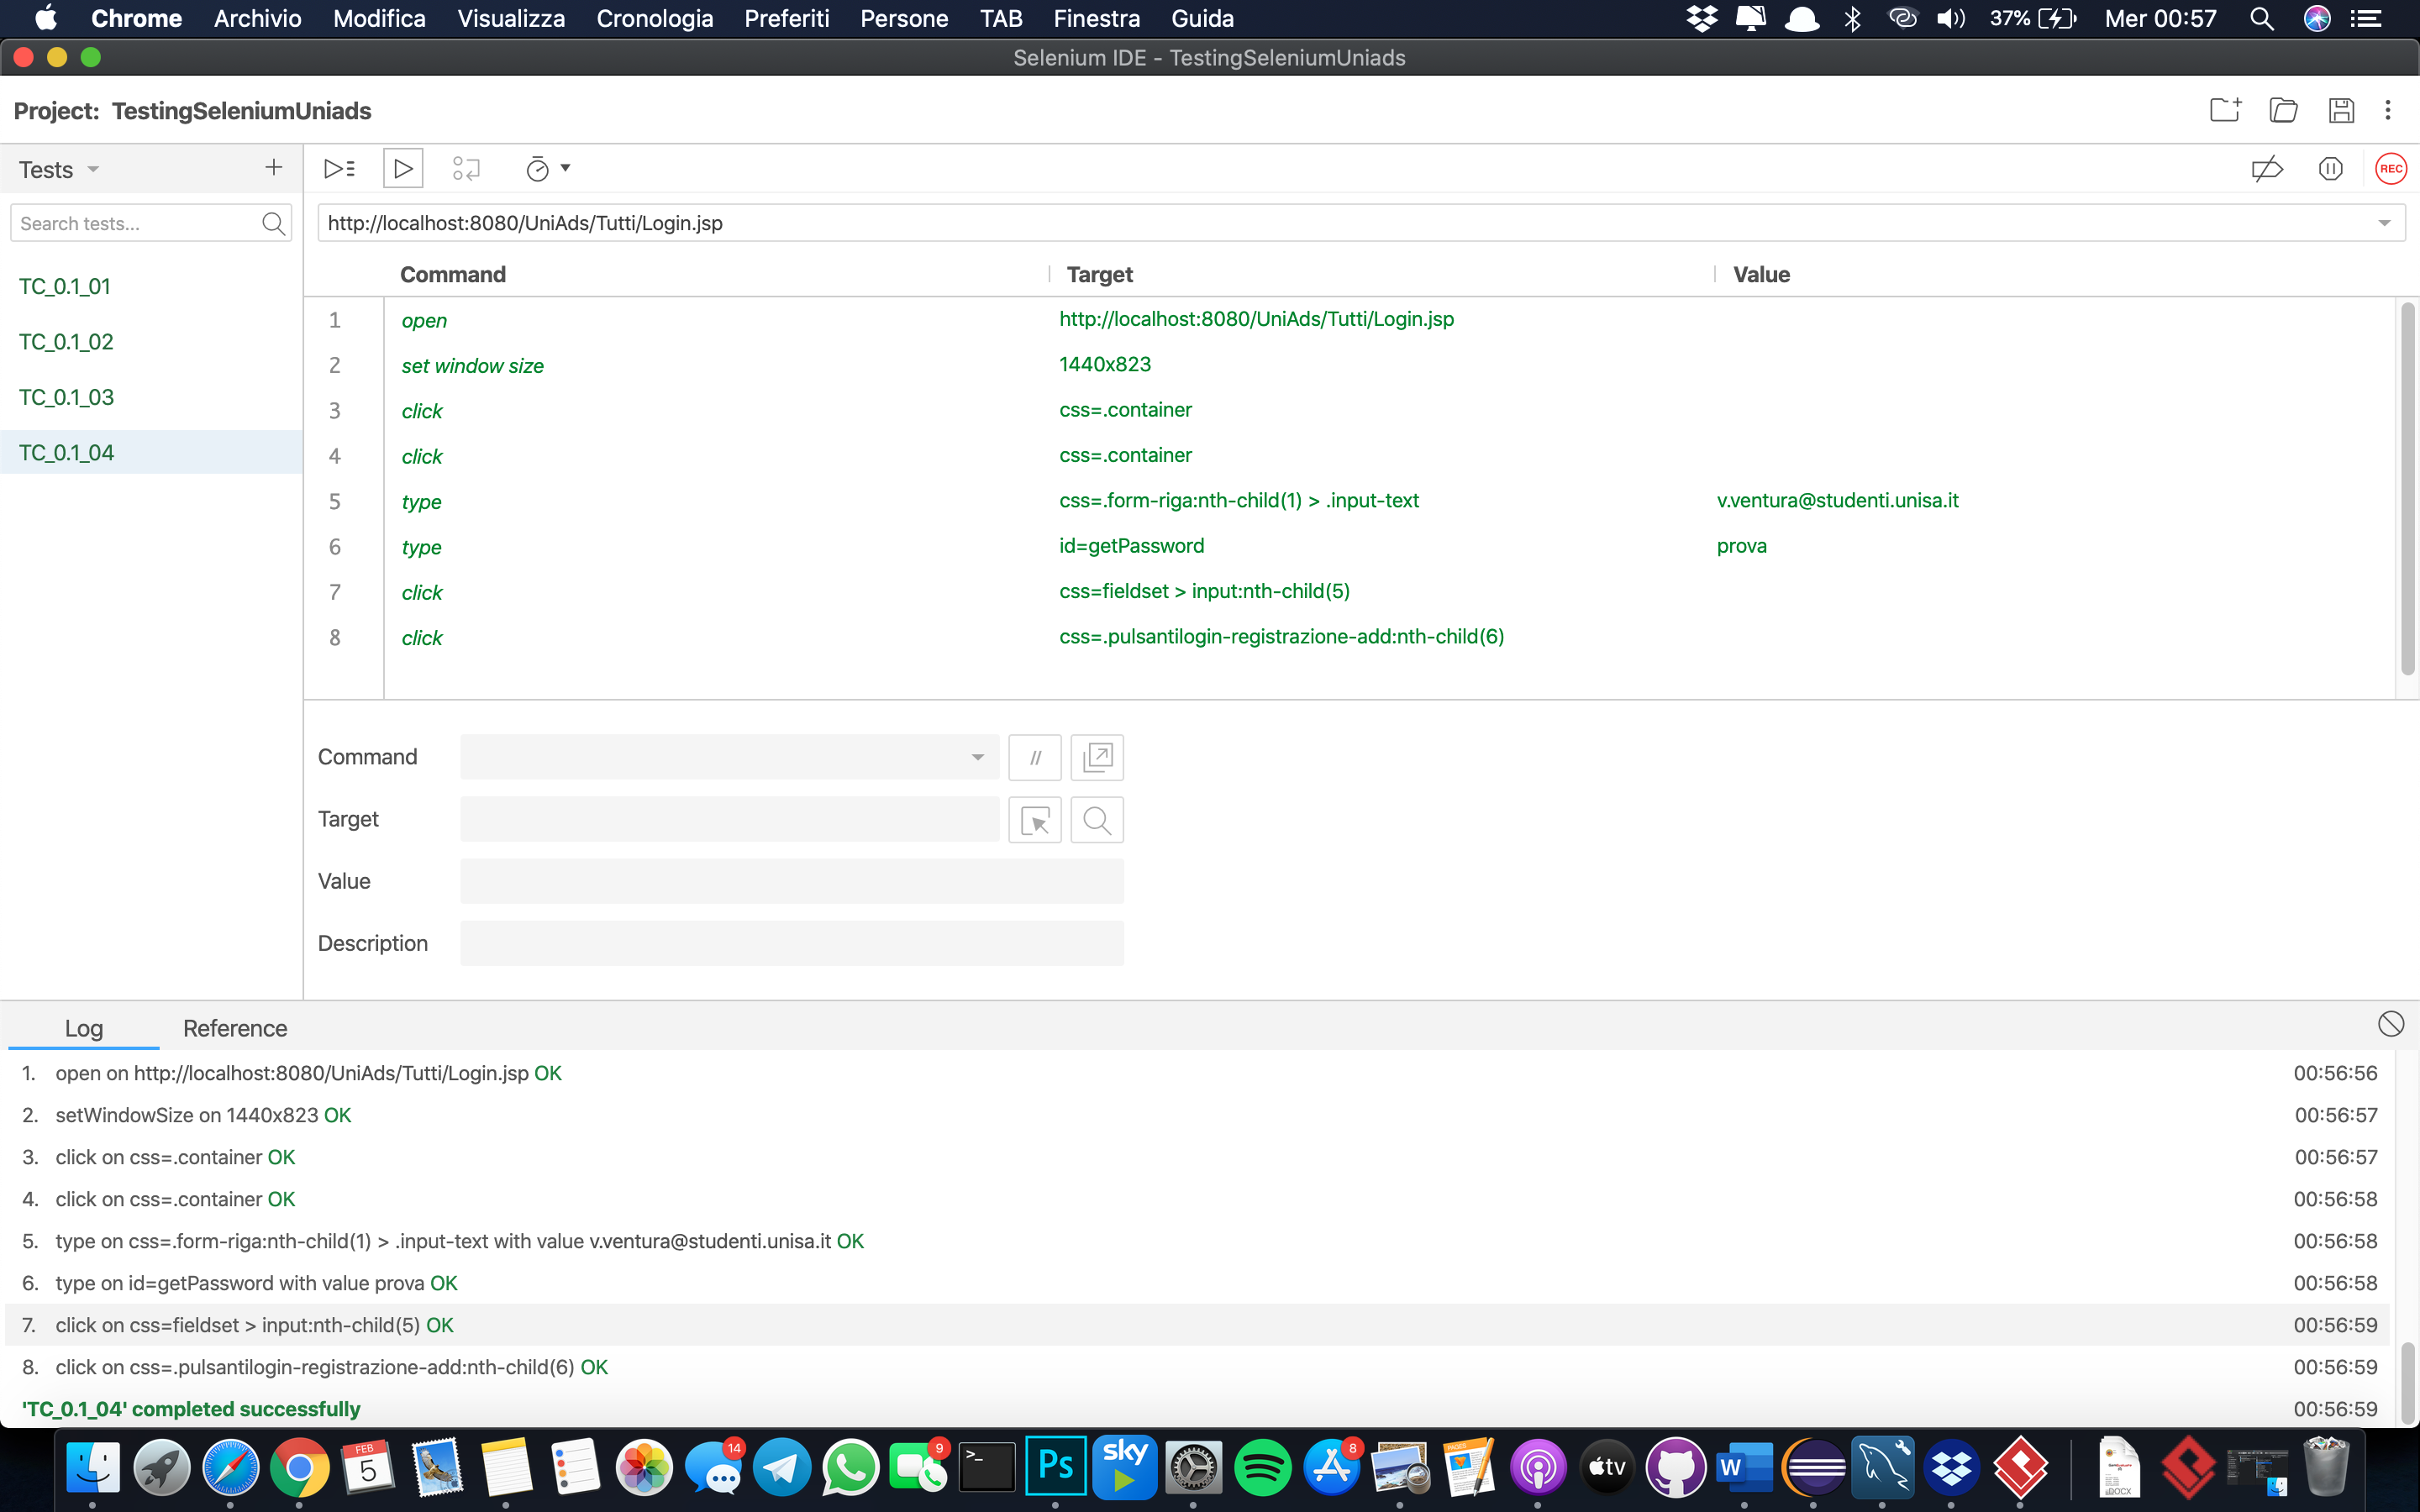 Chrome Archivio Modifica Visualizza Cronologia Preferiti Persone TAB Finestra Guida 37% Mer 00:57
Selenium IDE - TestingSeleniumUniads
Project: TestingSeleniumUniads
Tests
REC
Search tests...
http://localhost:8080/UniAds/Tutti/Login.jsp
TC_0.1_01
TC_0.1_02
TC_0.1_03
TC_0.1_04
Command Target Value
1 open http://localhost:8080/UniAds/Tutti/Login.jsp
2 set window size 1440x823
3 click css=.container
4 click css=.container
5 type css=.form-riga:nth-child(1) > .input-text v.ventura@studenti.unisa.it
6 type id=getPassword prova
7 click css=fieldset > input:nth-child(5)
8 click css=.pulsantilogin-registrazione-add:nth-child(6)
Command //
Target
Value
Description
Log Reference
1. open on http://localhost:8080/UniAds/Tutti/Login.jsp OK 00:56:56
2. setWindowSize on 1440x823 OK 00:56:57
3. click on css=.container OK 00:56:57
4. click on css=.container OK 00:56:58
5. type on css=.form-riga:nth-child(1) > .input-text with value v.ventura@studenti.unisa.it OK 00:56:58
6. type on id=getPassword with value prova OK 00:56:58
7. click on css=fieldset > input:nth-child(5) OK 00:56:59
8. click on css=.pulsantilogin-registrazione-add:nth-child(6) OK 00:56:59
'TC_0.1_04' completed successfully 00:56:59
FEB
5
14
9
>_
Ps
sky
8
PAGES
tv
W
DOCX